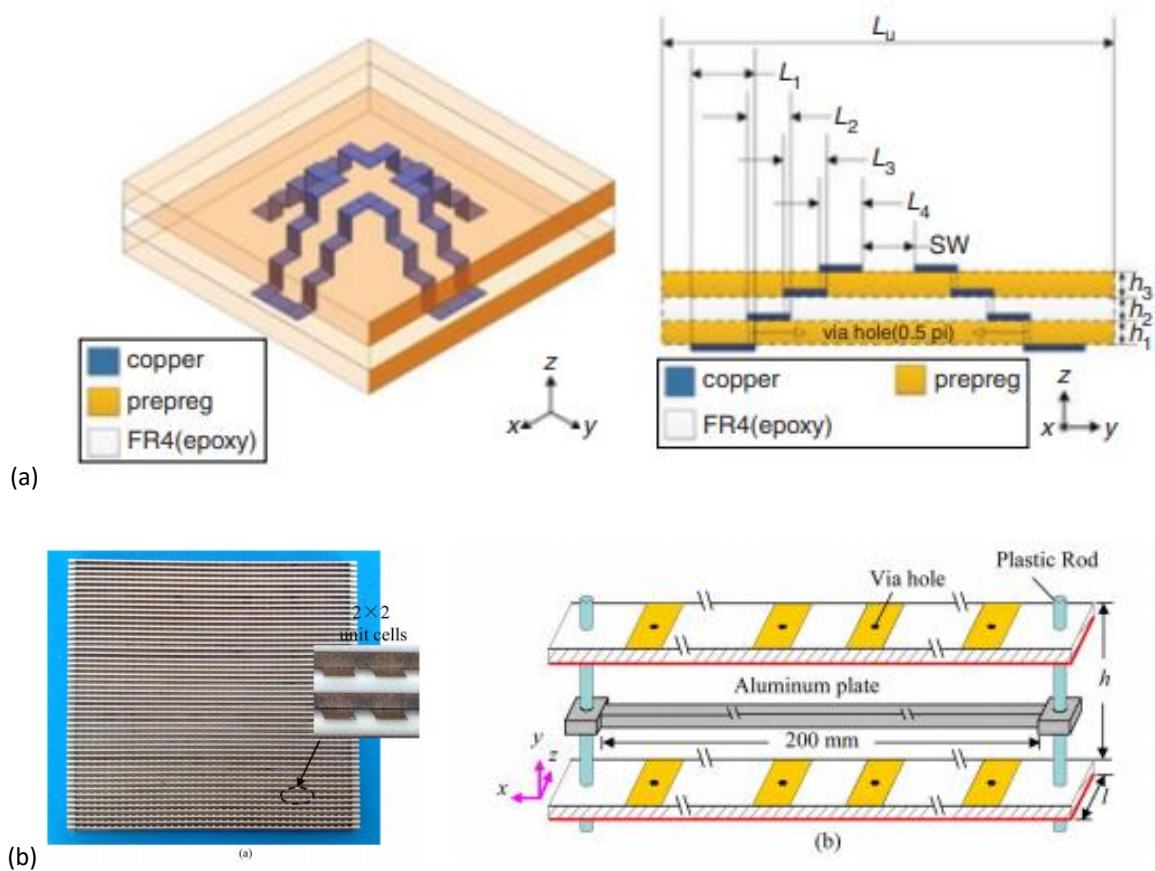 L_u
L_1
L_2
L_3
L_4
SW
h_3
h_2
h_1
via hole(0.5 pi)
copper
prepreg
FR4(epoxy)
z
x y
copper prepreg
FR4(epoxy)
z
x y
(a)
2×2
unit cells
(a)
(b)
Plastic Rod
Via hole
Aluminum plate
h
200 mm
y
z
x
l
(b)